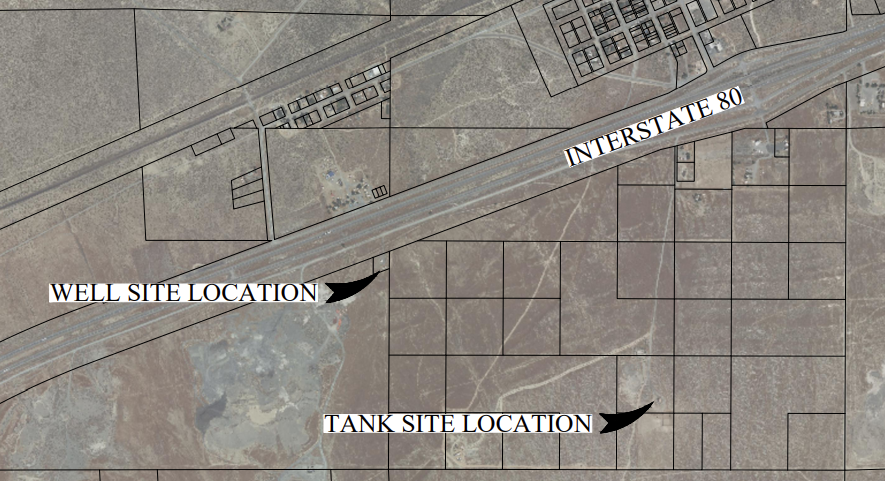 INTERSTATE 80
WELL SITE LOCATION
TANK SITE LOCATION